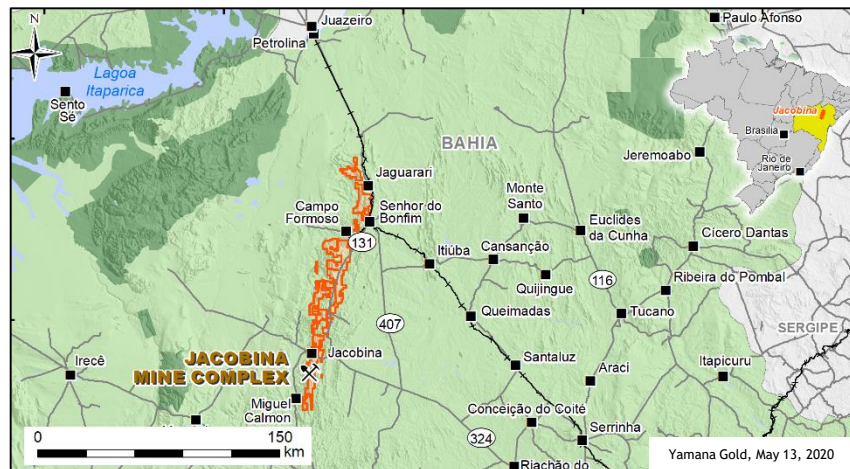 Juazeiro
Petrolina
Paulo Afonso
Lagoa
Itaparica
Sento
Sé
BAHIA
Jacobina
Brasilia
Rio de
Janeiro
Jeremoabo
Jaguarari
Campo
Formoso
Senhor do
Bonfim
131
Monte
Santo
Euclides
da Cunha
Cícero Dantas
Itiúba
Cansanção
Quijingue
116
Ribeira do Pombal
Tucano
407
Queimadas
SERGIPE
Irecê
JACOBINA
MINE COMPLEX
Jacobina
Santaluz
Araci
Itapicuru
Miguel
Calmon
Conceição do Coité
324
Serrinha
Riachão do
0
150
km
Yamana Gold, May 13, 2020